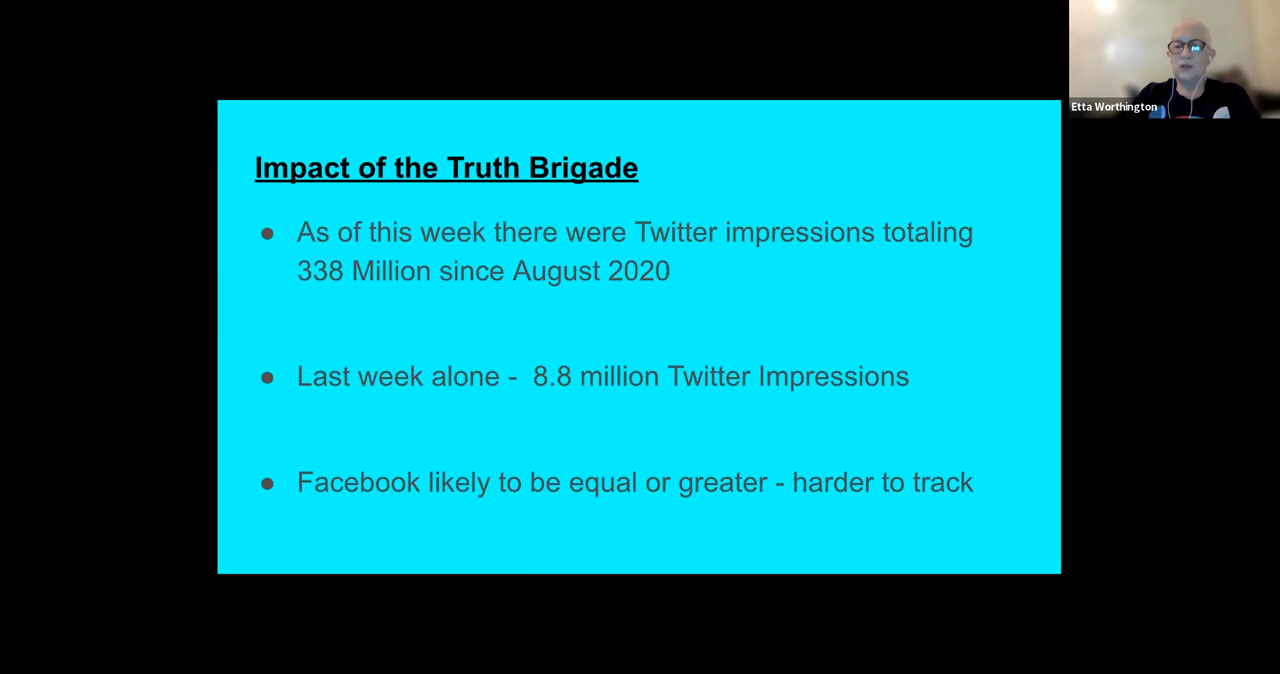 Etta Worthington
Impact of the Truth Brigade
● As of this week there were Twitter impressions totaling
338 Million since August 2020
● Last week alone - 8.8 million Twitter Impressions
● Facebook likely to be equal or greater - harder to track